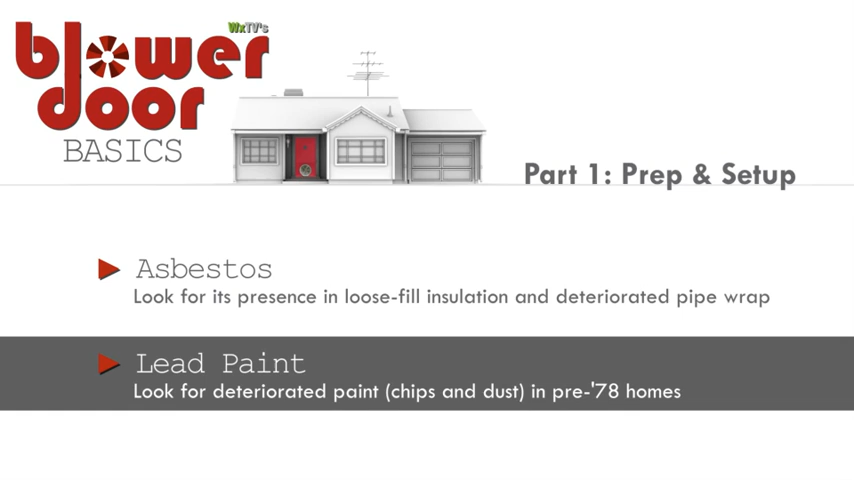 WxTV's
blower
door
BASICS
Part 1: Prep & Setup
Asbestos
Look for its presence in loose-fill insulation and deteriorated pipe wrap
Lead Paint
Look for deteriorated paint (chips and dust) in pre-'78 homes